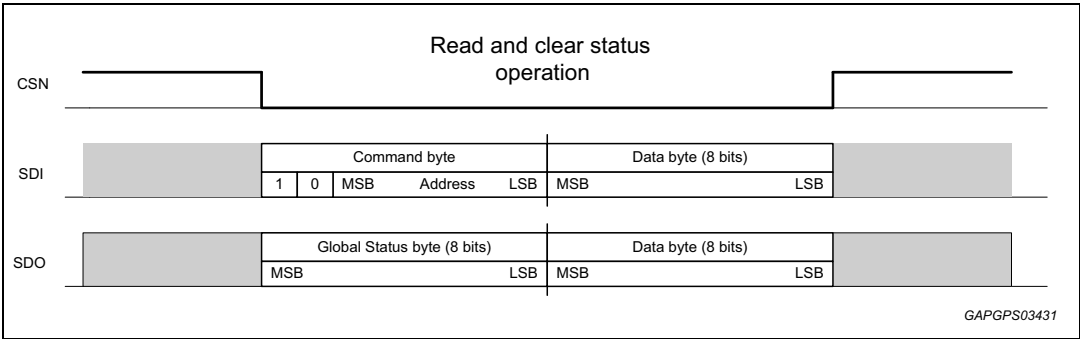 Read and clear status
operation
CSN
SDI
Command byte
Data byte (8 bits)
1 0 MSB Address LSB MSB LSB
SDO
Global Status byte (8 bits)
Data byte (8 bits)
MSB LSB MSB LSB
GAPGPS03431